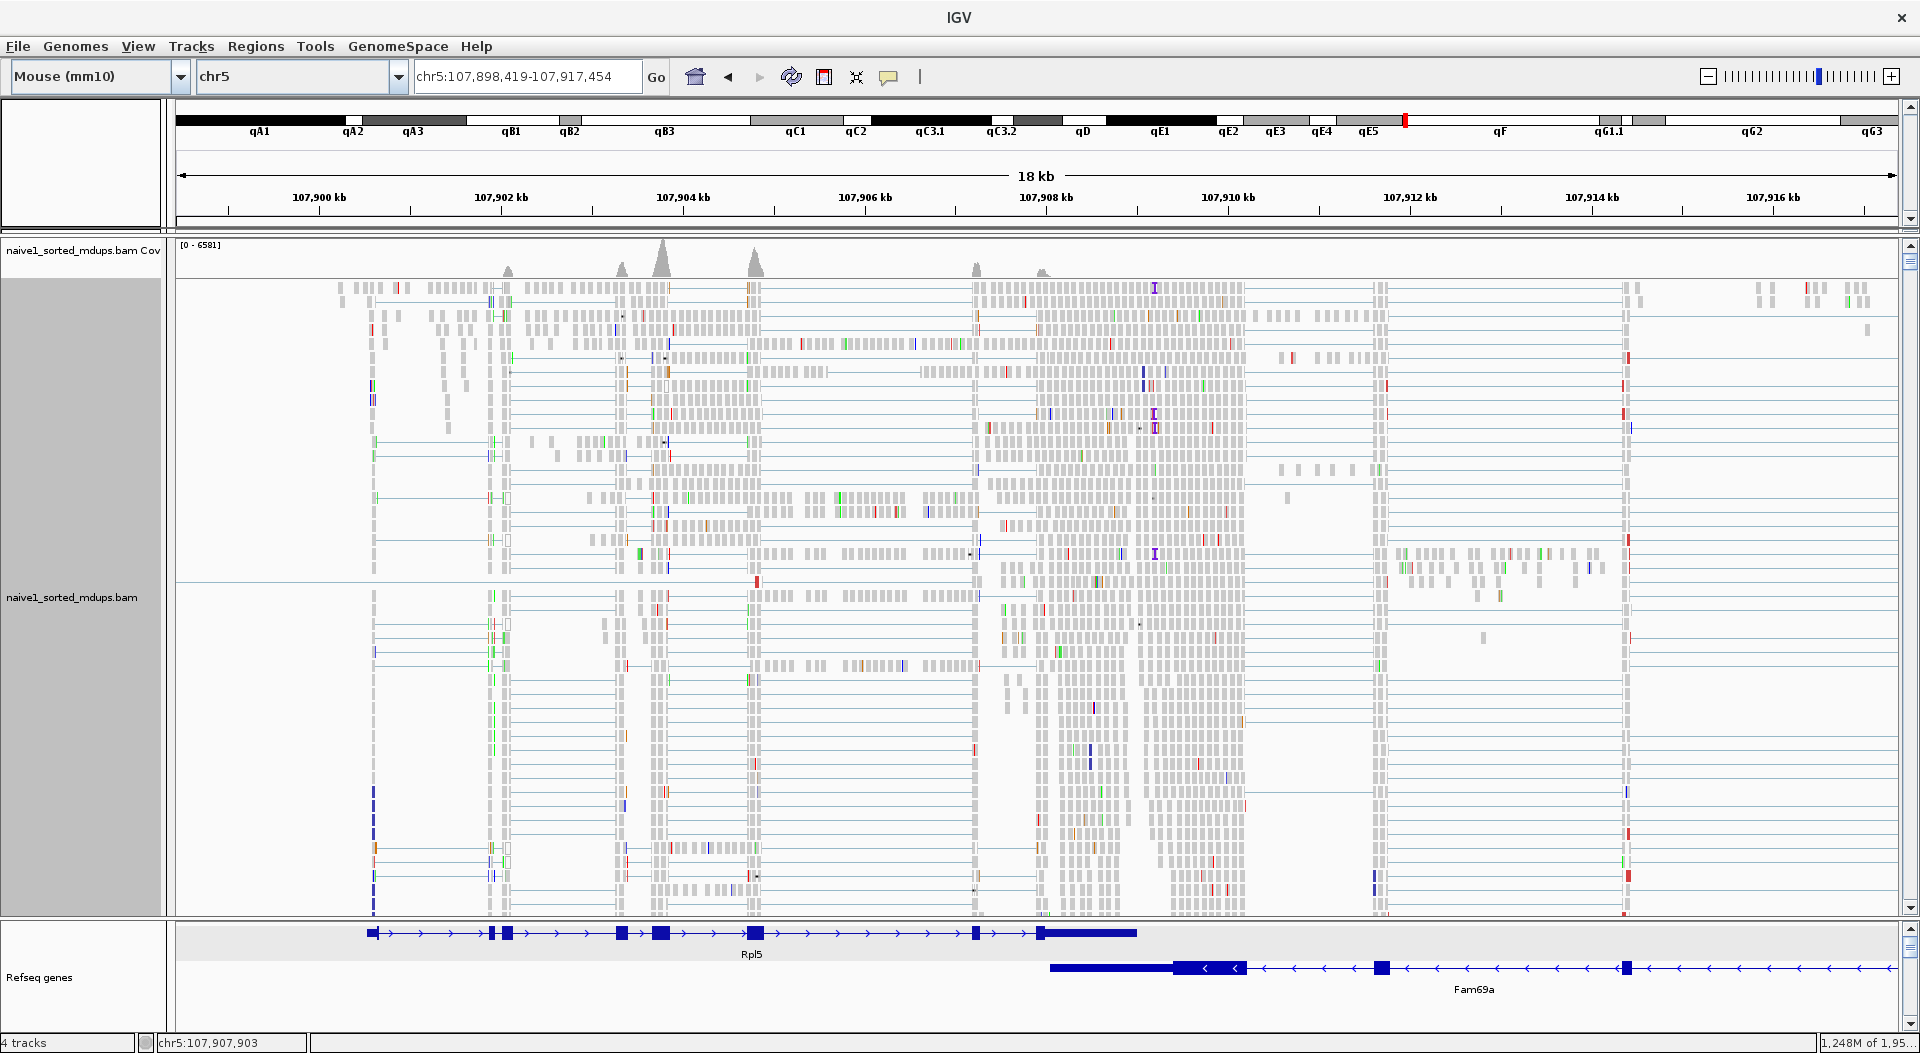 IGV
File Genomes View Tracks Regions Tools GenomeSpace Help
Mouse (mm10) chr5 chr5:107,898,419-107,917,454 Go
qA1 qA2 qA3 qB1 qB2 qB3 qC1 qC2 qC3.1 qC3.2 qD qE1 qE2 qE3 qE4 qE5 qF qG1.1 qG2 qG3
18 kb
107,900 kb 107,902 kb 107,904 kb 107,906 kb 107,908 kb 107,910 kb 107,912 kb 107,914 kb 107,916 kb
naive1_sorted_mdups.bam Cov
[0 - 6581]
naive1_sorted_mdups.bam
Rpl5
Refseq genes
Fam69a
4 tracks chr5:107,907,903 1,248M of 1,95...